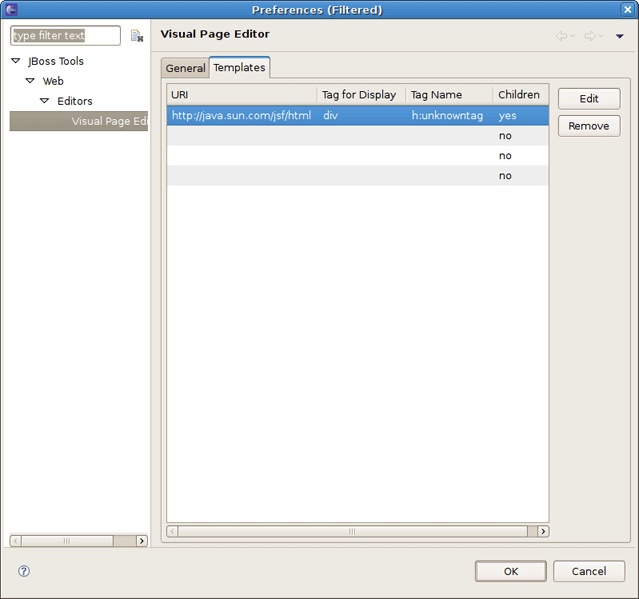 Preferences (Filtered)
type filter text
Visual Page Editor
JBoss Tools
Web
Editors
Visual Page Edi
General
Templates
URI Tag for Display Tag Name Children
http://java.sun.com/jsf/html div h:unknowntag yes
no
no
no
Edit
Remove
OK
Cancel